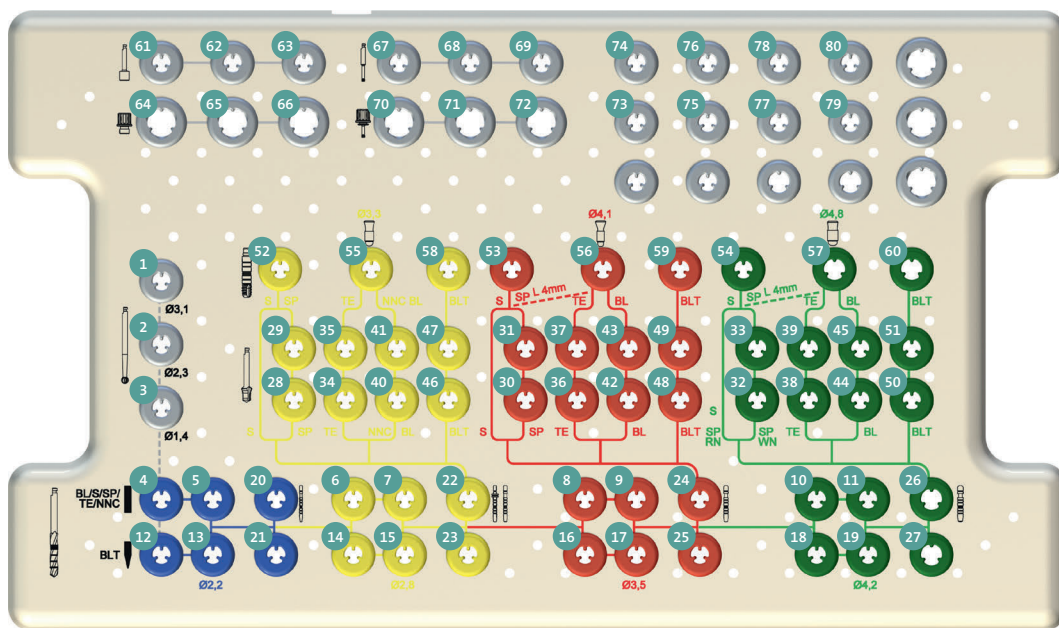 61 62 63 67 68 69 74 76 78 80
64 65 66 70 71 72 73 75 77 79
Ø3,1 Ø4,1 Ø4,8
52 55 58 53 56 59 54 57 60
1
S SP TE NNC BL BLT S SP L 4mm TE BL BLT S SP L 4mm TE BL BLT
Ø3,1
2 29 35 41 47 31 37 43 49 33 39 45 51
Ø2,3
3 28 34 40 46 30 36 42 48 32 38 44 50
S
Ø1,4 S SP TE NNC BL BLT S SP TE BL BLT SP RN SP WN TE BL BLT
4 5 20 6 7 22 8 9 24 10 11 26
BL/S/SP/
TE/NNC
12 13 21 14 15 23 16 17 25 18 19 27
BLT
Ø2,2 Ø2,8 Ø3,5 Ø4,2